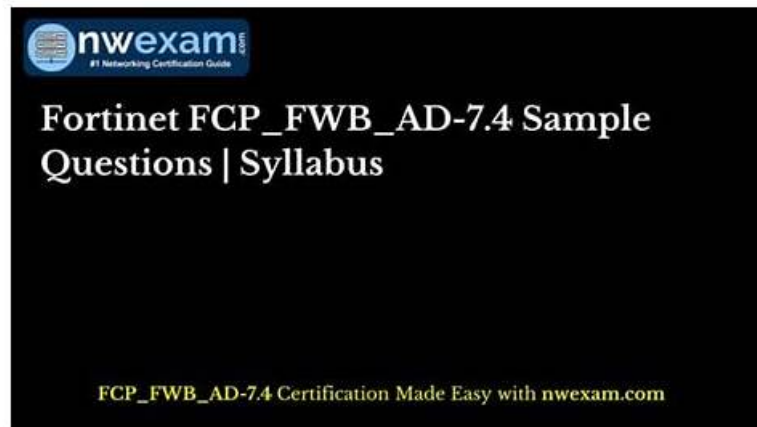 nwexam.com
#1 Networking Certification Guide
Fortinet FCP_FWB_AD-7.4 Sample
Questions | Syllabus
FCP_FWB_AD-7.4 Certification Made Easy with nwexam.com